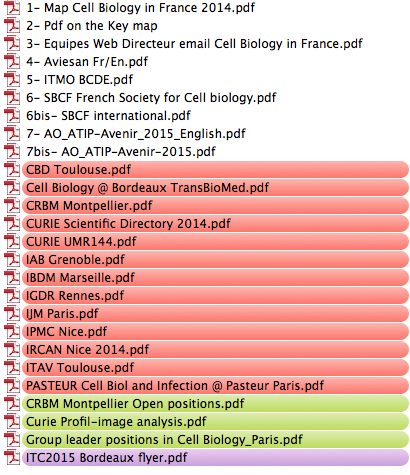 1- Map Cell Biology in France 2014.pdf
2- Pdf on the Key map
3- Equipes Web Directeur email Cell Biology in France.pdf
4- Aviesan Fr/En.pdf
5- ITMO BCDE.pdf
6- SBCF French Society for Cell biology.pdf
6bis- SBCF international.pdf
7- AO_ATIP-Avenir_2015_English.pdf
7bis- AO_ATIP-Avenir-2015.pdf
CBD Toulouse.pdf
Cell Biology @ Bordeaux TransBioMed.pdf
CRBM Montpellier.pdf
CURIE Scientific Directory 2014.pdf
CURIE UMR144.pdf
IAB Grenoble.pdf
IBDM Marseille.pdf
IGDR Rennes.pdf
IJM Paris.pdf
IPMC Nice.pdf
IRCAN Nice 2014.pdf
ITAV Toulouse.pdf
PASTEUR Cell Biol and Infection @ Pasteur Paris.pdf
CRBM Montpellier Open positions.pdf
Curie Profil-image analysis.pdf
Group leader positions in Cell Biology_Paris.pdf
ITC2015 Bordeaux flyer.pdf